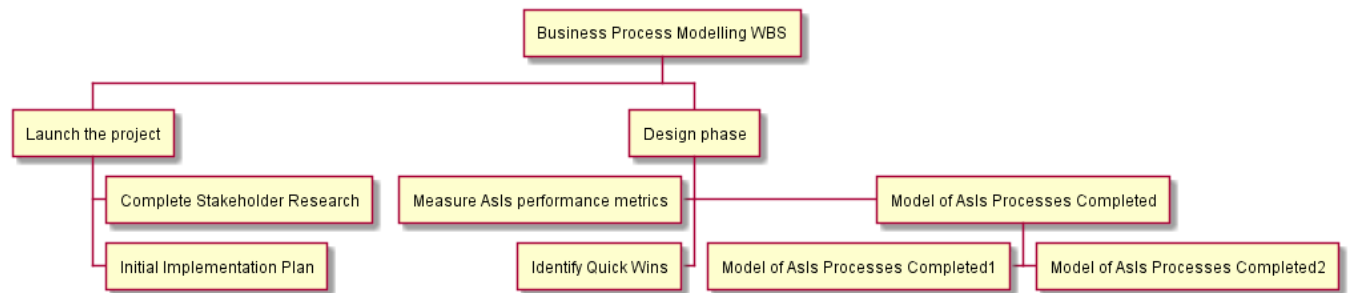 Business Process Modelling WBS
Launch the project
Design phase
Complete Stakeholder Research
Measure AsIs performance metrics
Model of AsIs Processes Completed
Initial Implementation Plan
Identify Quick Wins
Model of AsIs Processes Completed1
Model of AsIs Processes Completed2